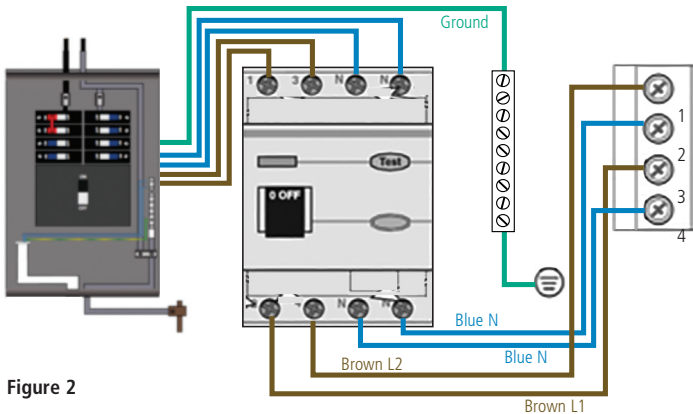 Ground
1 3 N N
Test
0 OFF
1
2
3
4
N N
Blue N
Blue N
Brown L2
Brown L1
Figure 2